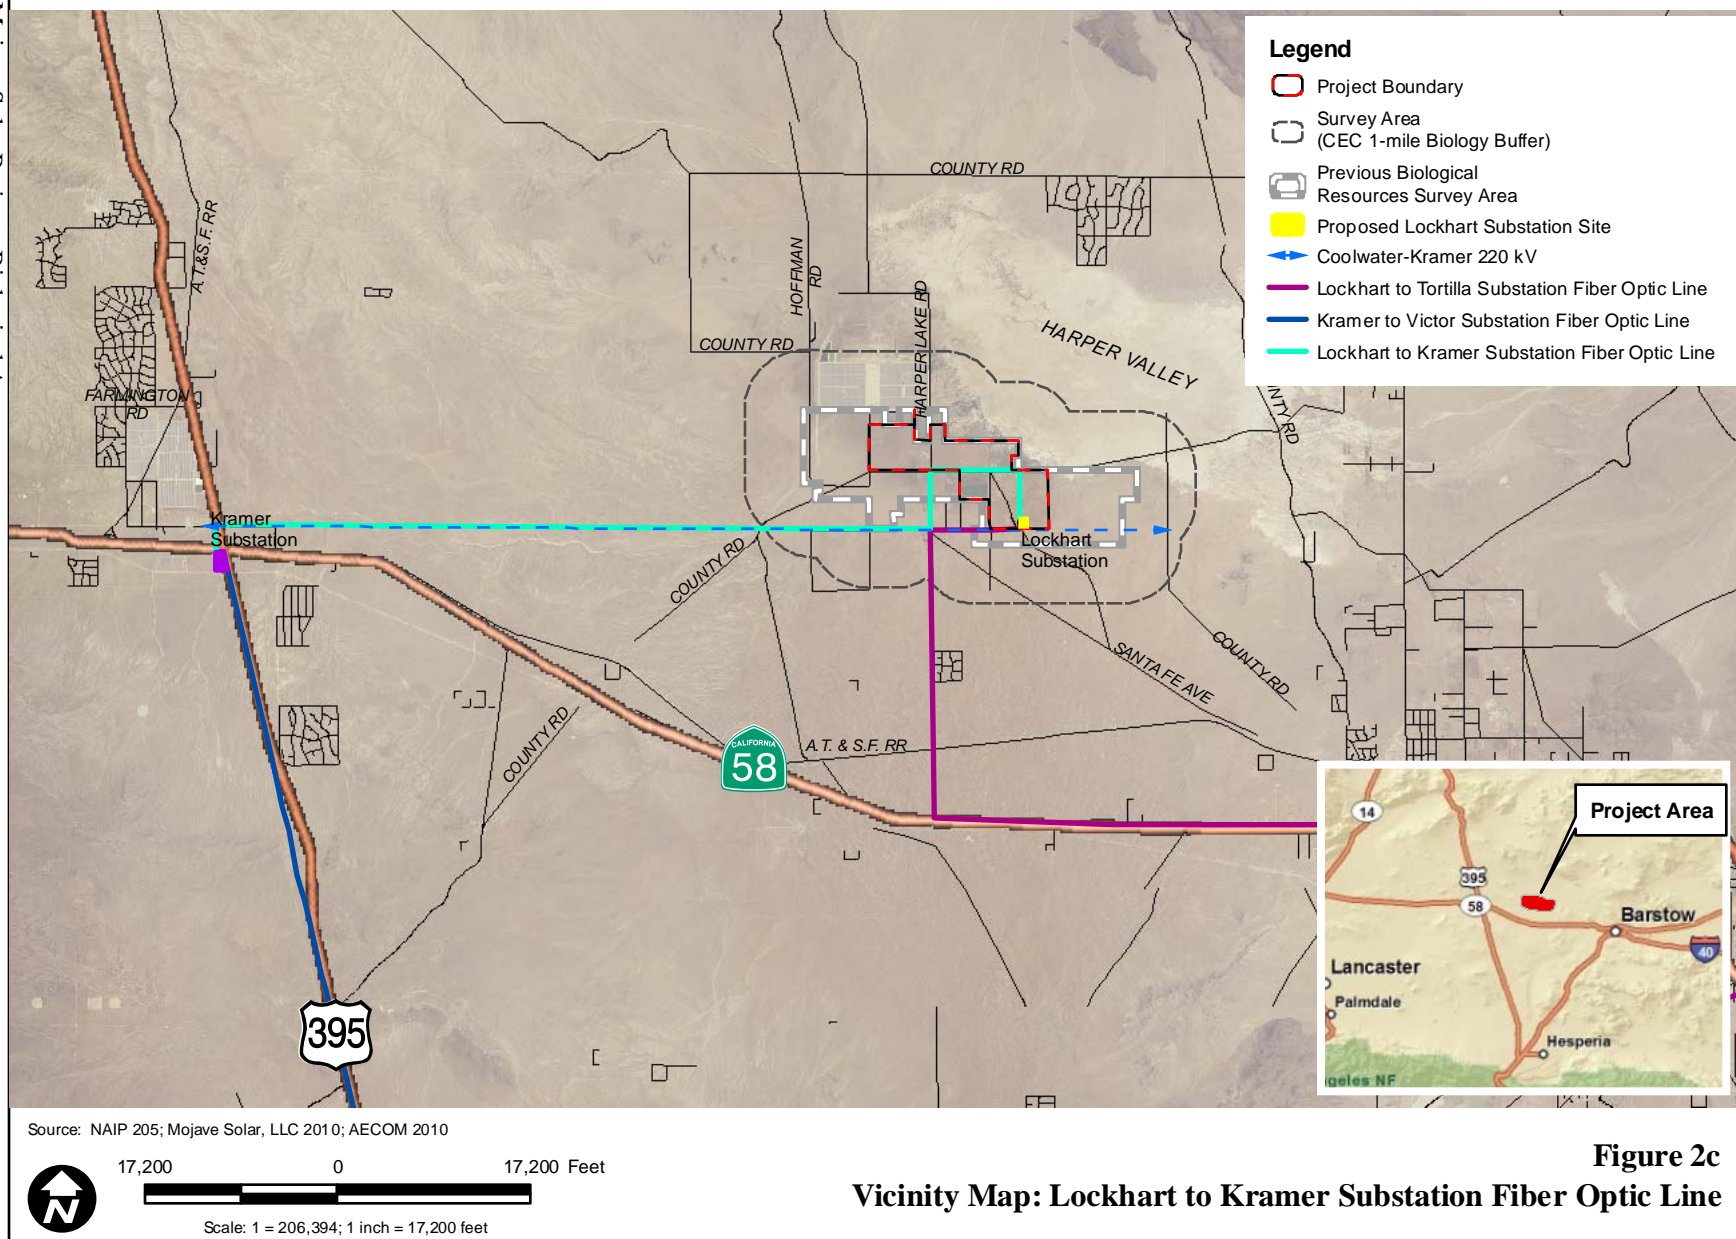 Legend
Project Boundary
Survey Area
(CEC 1-mile Biology Buffer)
Previous Biological
Resources Survey Area
Proposed Lockhart Substation Site
Coolwater-Kramer 220 kV
Lockhart to Tortilla Substation Fiber Optic Line
Kramer to Victor Substation Fiber Optic Line
Lockhart to Kramer Substation Fiber Optic Line
COUNTY RD
A.T.&S.F. RR
HOFFMAN
RD
HARPER LAKE RD
HARPER VALLEY
COUNTY RD
FARMINGTON
RD
Kramer
Substation
Lockhart
Substation
COUNTY RD
SANTA FE AVE
COUNTY RD
COUNTY RD
A.T. & S.F. RR
CALIFORNIA
58
395
Project Area
14
395
58
Barstow
40
Lancaster
Palmdale
Hesperia
geles NF
Source: NAIP 205; Mojave Solar, LLC 2010; AECOM 2010
17,200 0 17,200 Feet
N
Scale: 1 = 206,394; 1 inch = 17,200 feet
Figure 2c
Vicinity Map: Lockhart to Kramer Substation Fiber Optic Line